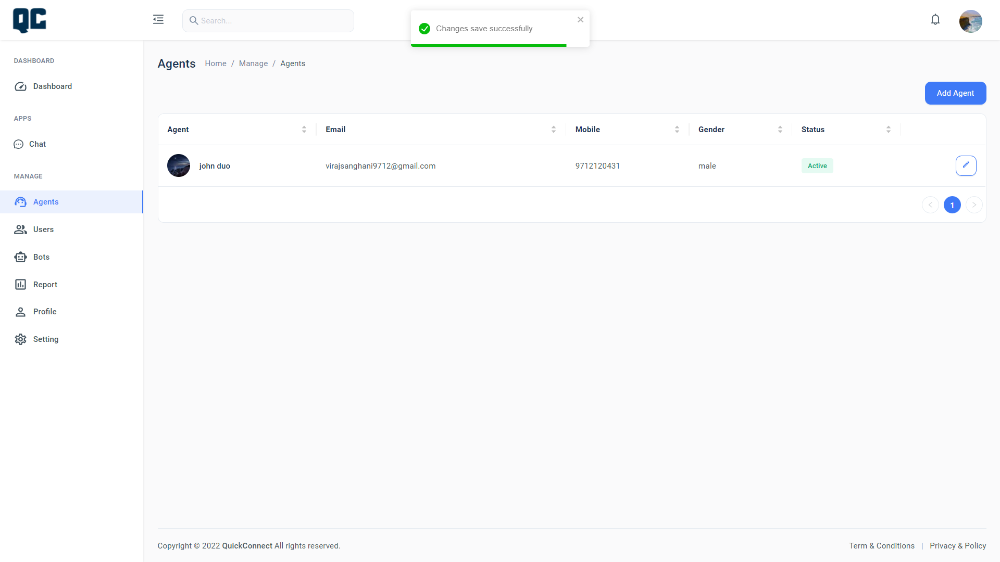 QC
Search...
Changes save successfully
DASHBOARD
Dashboard
APPS
Chat
MANAGE
Agents
Users
Bots
Report
Profile
Setting
Agents Home / Manage / Agents
Add Agent
Agent Email Mobile Gender Status
john duo virajsanghani9712@gmail.com 9712120431 male Active
1
Copyright © 2022 QuickConnect All rights reserved.
Term & Conditions | Privacy & Policy